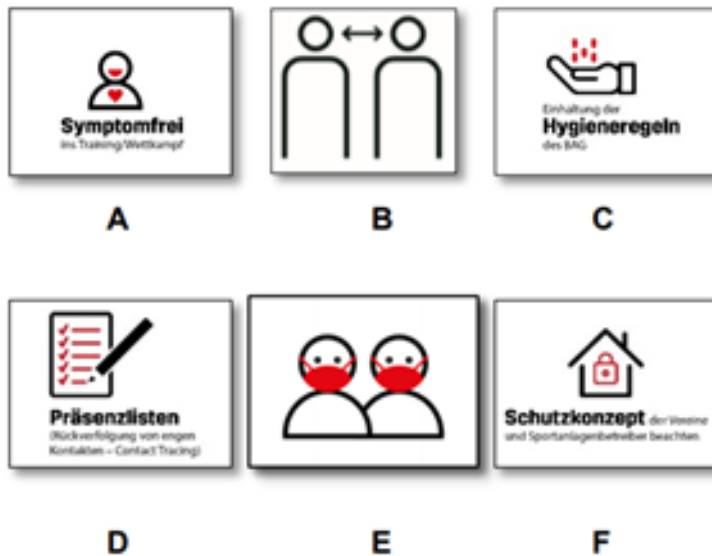 Symptomfrei
ins Training/Wettkampf
Einhaltung der
Hygieneregeln
des BAG
A
B
C
Präsenzlisten
(Rückverfolgung von engen
Kontakten – Contact Tracing)
Schutzkonzept der Vereine
und Sportanlagenbetreiber beachten
D
E
F